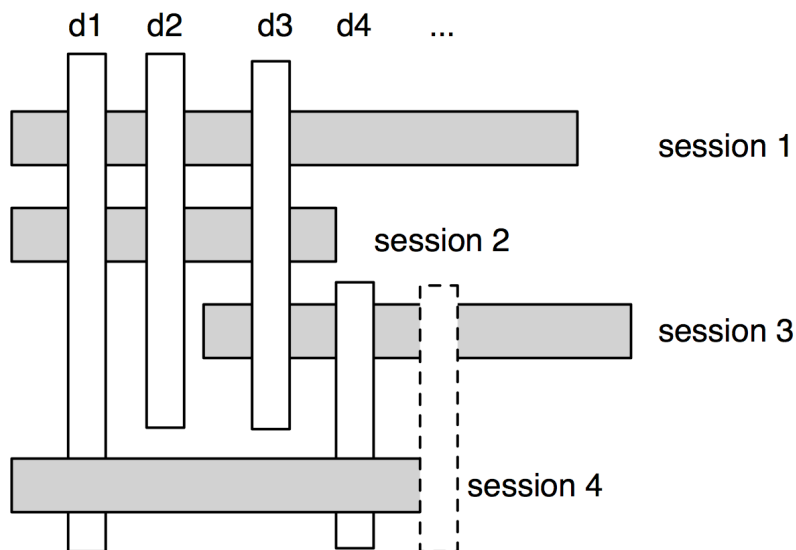 d1 d2 d3 d4 ...
session 1
session 2
session 3
session 4